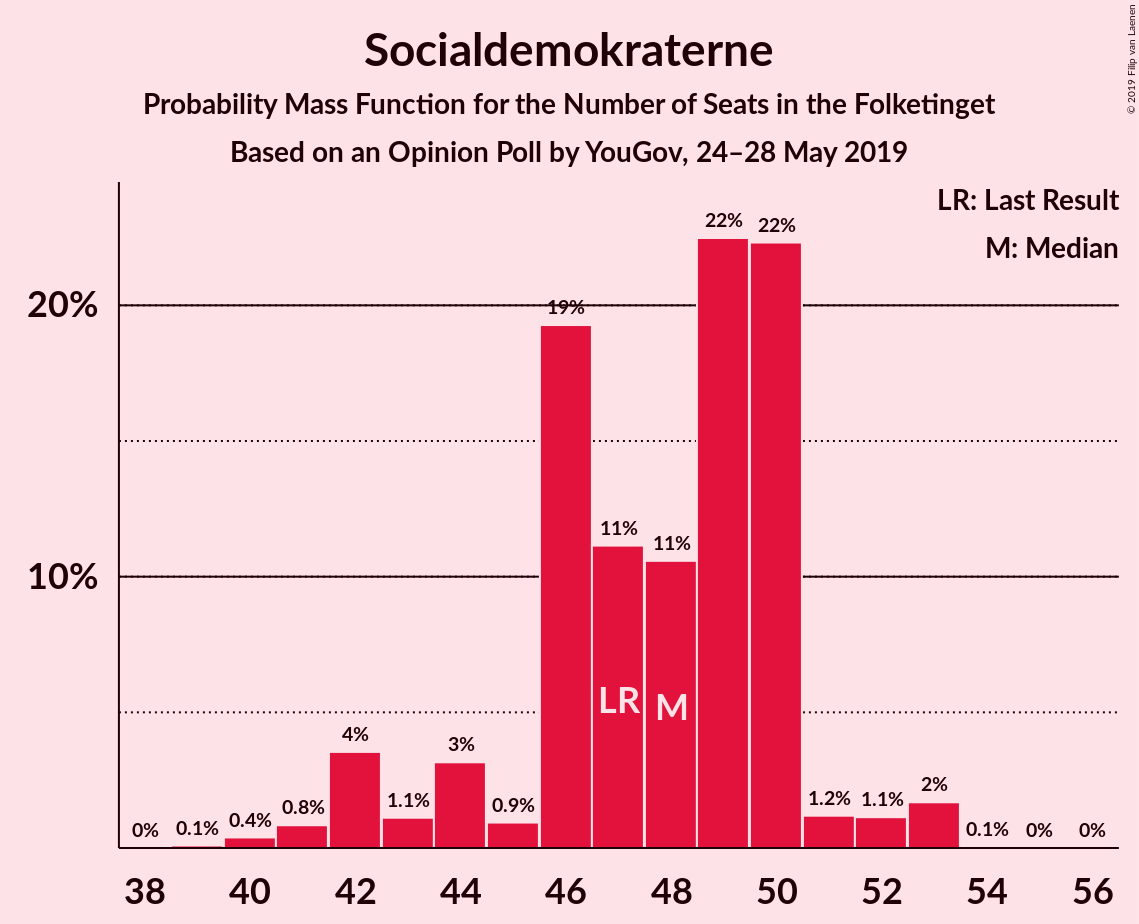 © 2019 Filip van Laenen
Socialdemokraterne
Probability Mass Function for the Number of Seats in the Folketinget
Based on an Opinion Poll by YouGov, 24–28 May 2019
LR: Last Result
M: Median
20%
10%
0% 0.1% 0.4% 0.8% 4% 1.1% 3% 0.9% 19% 11% 11% 22% 22% 1.2% 1.1% 2% 0.1% 0% 0%
LR M
38 40 42 44 46 48 50 52 54 56